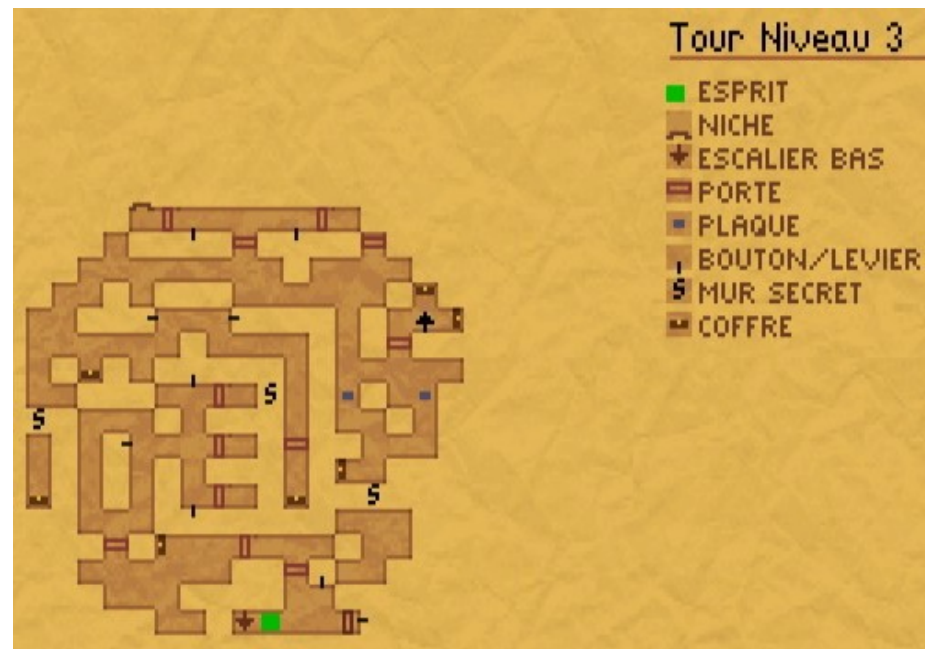 Tour Niveau 3
ESPRIT
NICHE
ESCALIER BAS
PORTE
PLAQUE
BOUTON/LEVIER
S MUR SECRET
COFFRE
S
S
S